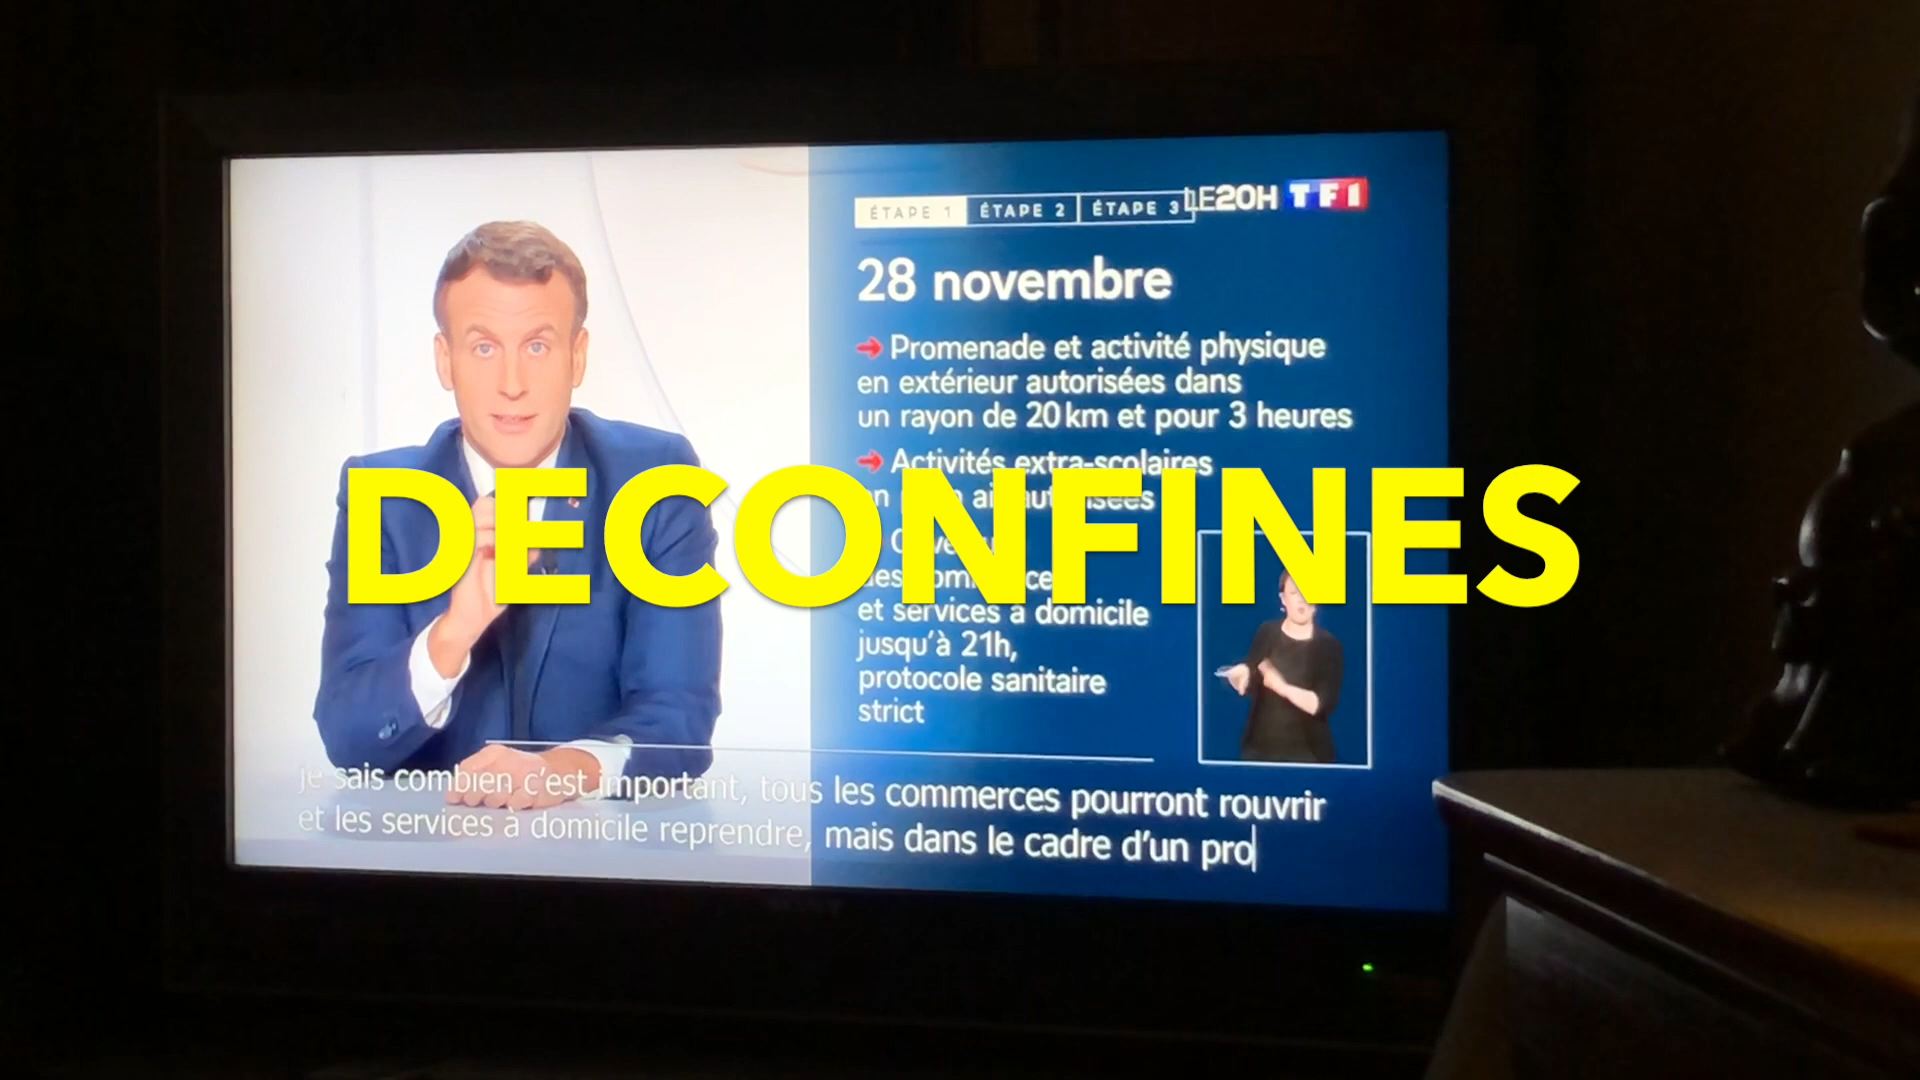 ÉTAPE 1 ÉTAPE 2 ÉTAPE 3 LE20H TF1
28 novembre
Promenade et activité physique
en extérieur autorisées dans
un rayon de 20 km et pour 3 heures
Activités extra-scolaires
DECONFINES
et services à domicile
jusqu'à 21h,
protocole sanitaire
strict
je sais combien c'est important, tous les commerces pourront rouvrir
et les services à domicile reprendre, mais dans le cadre d'un pro